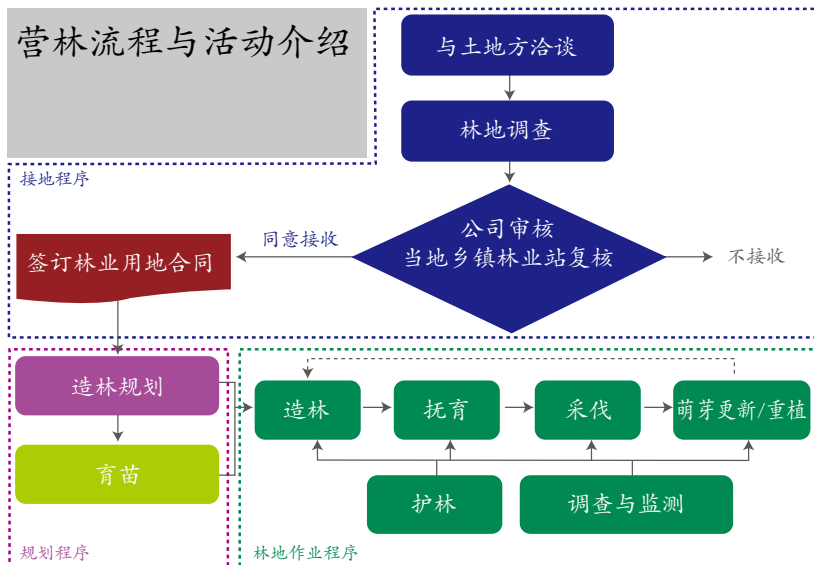 营林流程与活动介绍
与土地方洽谈
林地调查
接地程序
公司审核
当地乡镇林业站复核
同意接收
不接收
签订林业用地合同
造林规划
育苗
规划程序
造林
抚育
采伐
萌芽更新/重植
护林
调查与监测
林地作业程序